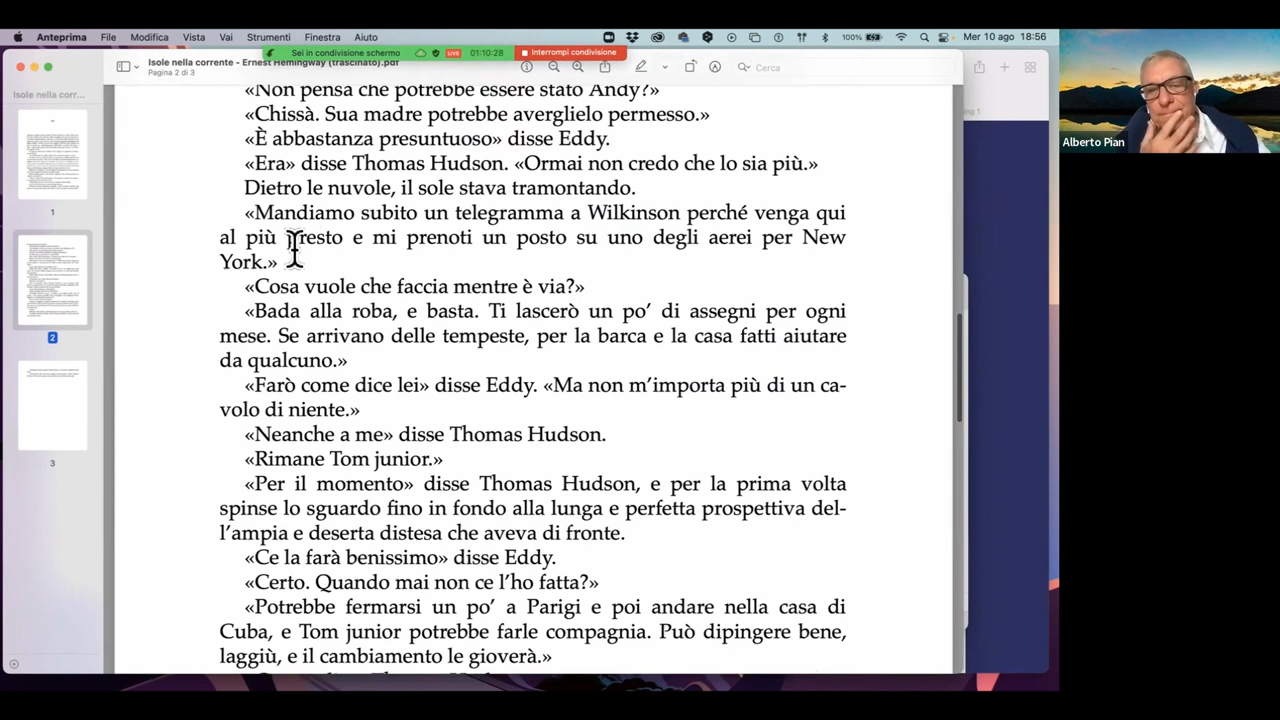 Anteprima File Modifica Vista Vai Strumenti Finestra Aiuto 100% Mer 10 ago 18:56
Sei in condivisione schermo LIVE 01:10:28 Interrompi condivisione
Isole nella corrente - Ernest Hemingway (trascinato).pdf
Pagina 2 di 3
Cerca
Isole nella corr...
1
2
3
«Non pensa che potrebbe essere stato Andy?»
«Chissà. Sua madre potrebbe averglielo permesso.»
«È abbastanza presuntuoso» disse Eddy.
«Era» disse Thomas Hudson. «Ormai non credo che lo sia più.»
Dietro le nuvole, il sole stava tramontando.
«Mandiamo subito un telegramma a Wilkinson perché venga qui
al più presto e mi prenoti un posto su uno degli aerei per New
York.»
«Cosa vuole che faccia mentre è via?»
«Bada alla roba, e basta. Ti lascerò un po’ di assegni per ogni
mese. Se arrivano delle tempeste, per la barca e la casa fatti aiutare
da qualcuno.»
«Farò come dice lei» disse Eddy. «Ma non m’importa più di un ca-
volo di niente.»
«Neanche a me» disse Thomas Hudson.
«Rimane Tom junior.»
«Per il momento» disse Thomas Hudson, e per la prima volta
spinse lo sguardo fino in fondo alla lunga e perfetta prospettiva del-
l’ampia e deserta distesa che aveva di fronte.
«Ce la farà benissimo» disse Eddy.
«Certo. Quando mai non ce l’ho fatta?»
«Potrebbe fermarsi un po’ a Parigi e poi andare nella casa di
Cuba, e Tom junior potrebbe farle compagnia. Può dipingere bene,
laggiù, e il cambiamento le gioverà.»
Alberto Pian